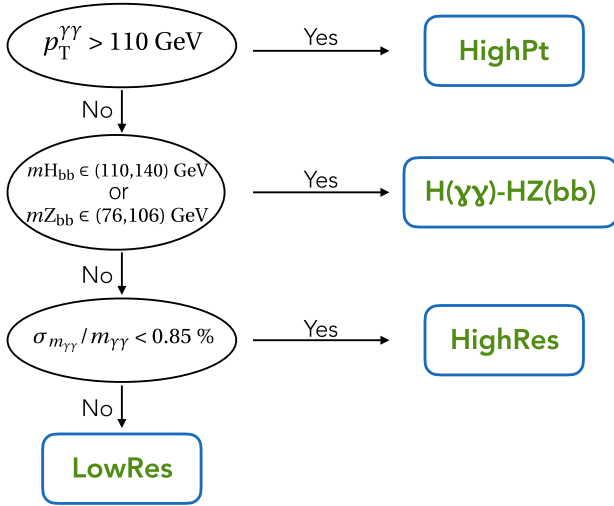 p_T^γγ > 110 GeV
Yes
HighPt
No
mH_bb ∈ (110,140) GeV
or
mZ_bb ∈ (76,106) GeV
Yes
H(γγ)-HZ(bb)
No
σ_m_γγ / m_γγ < 0.85 %
Yes
HighRes
No
LowRes